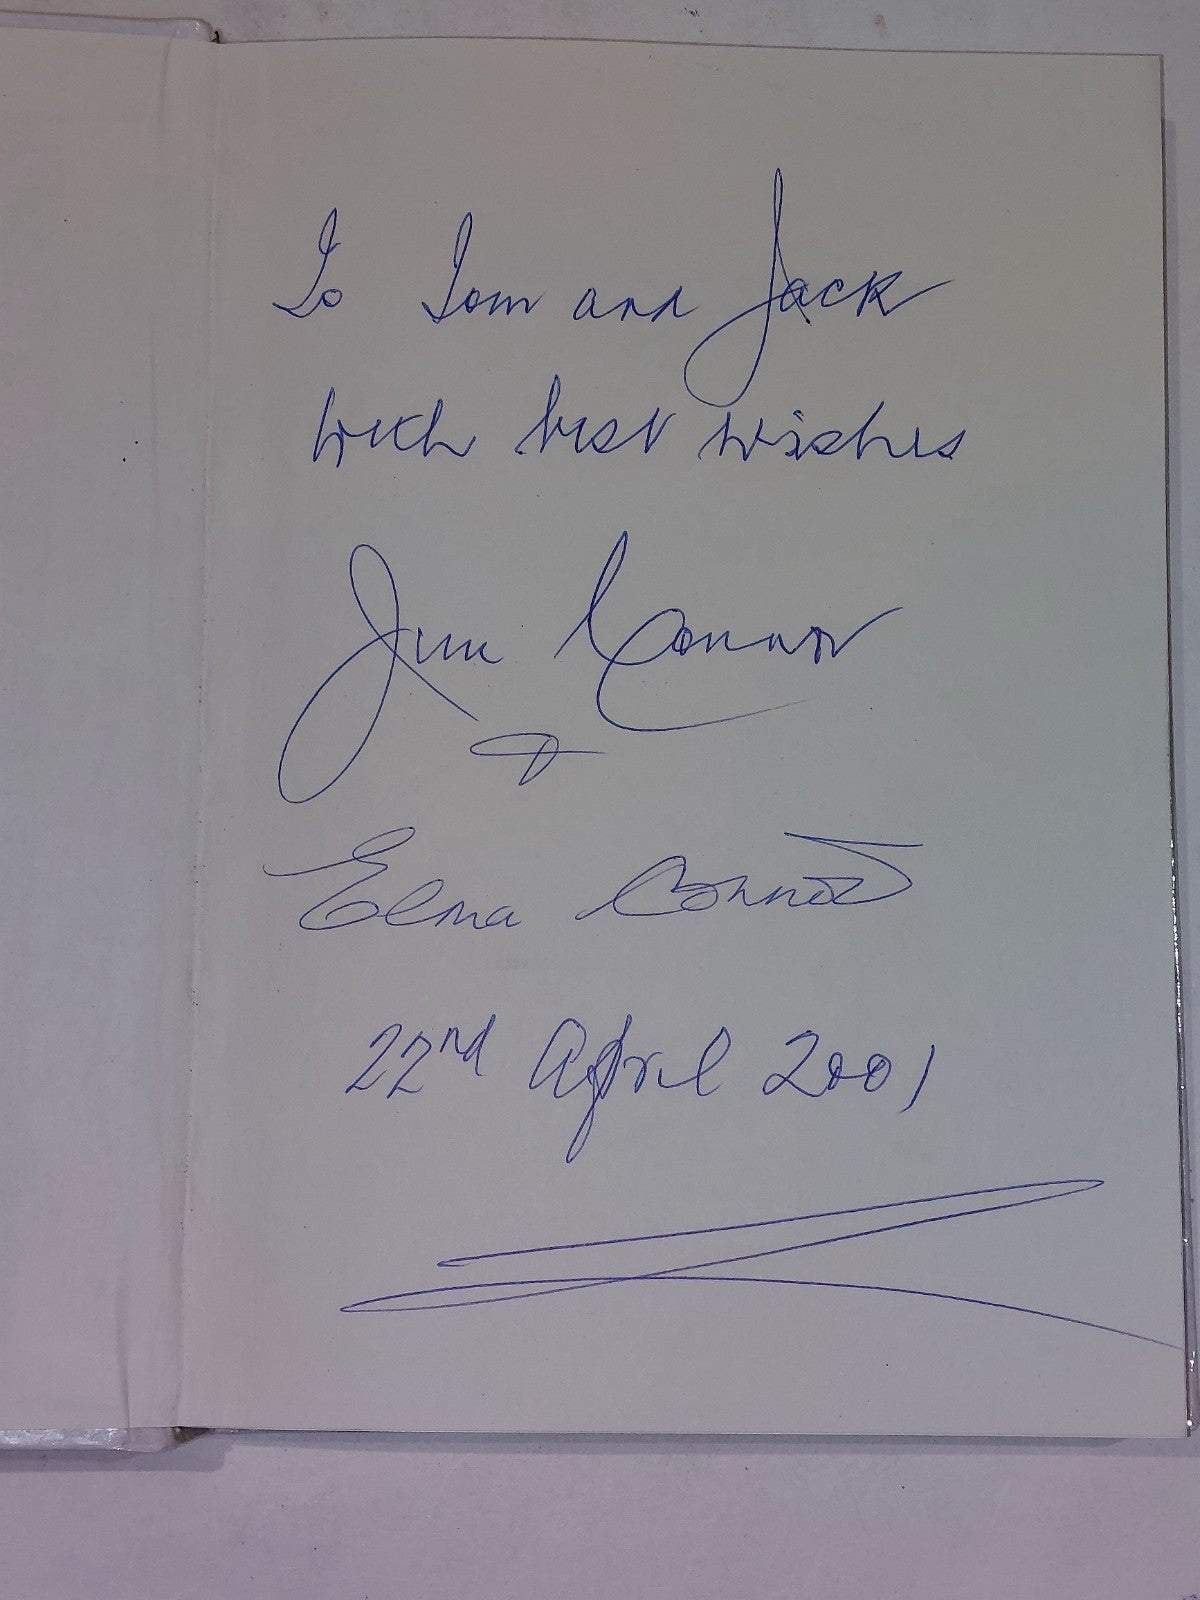 To Tom and Jack
with best wishes
Jim Connor
&
Elma Connor
22nd April 2001